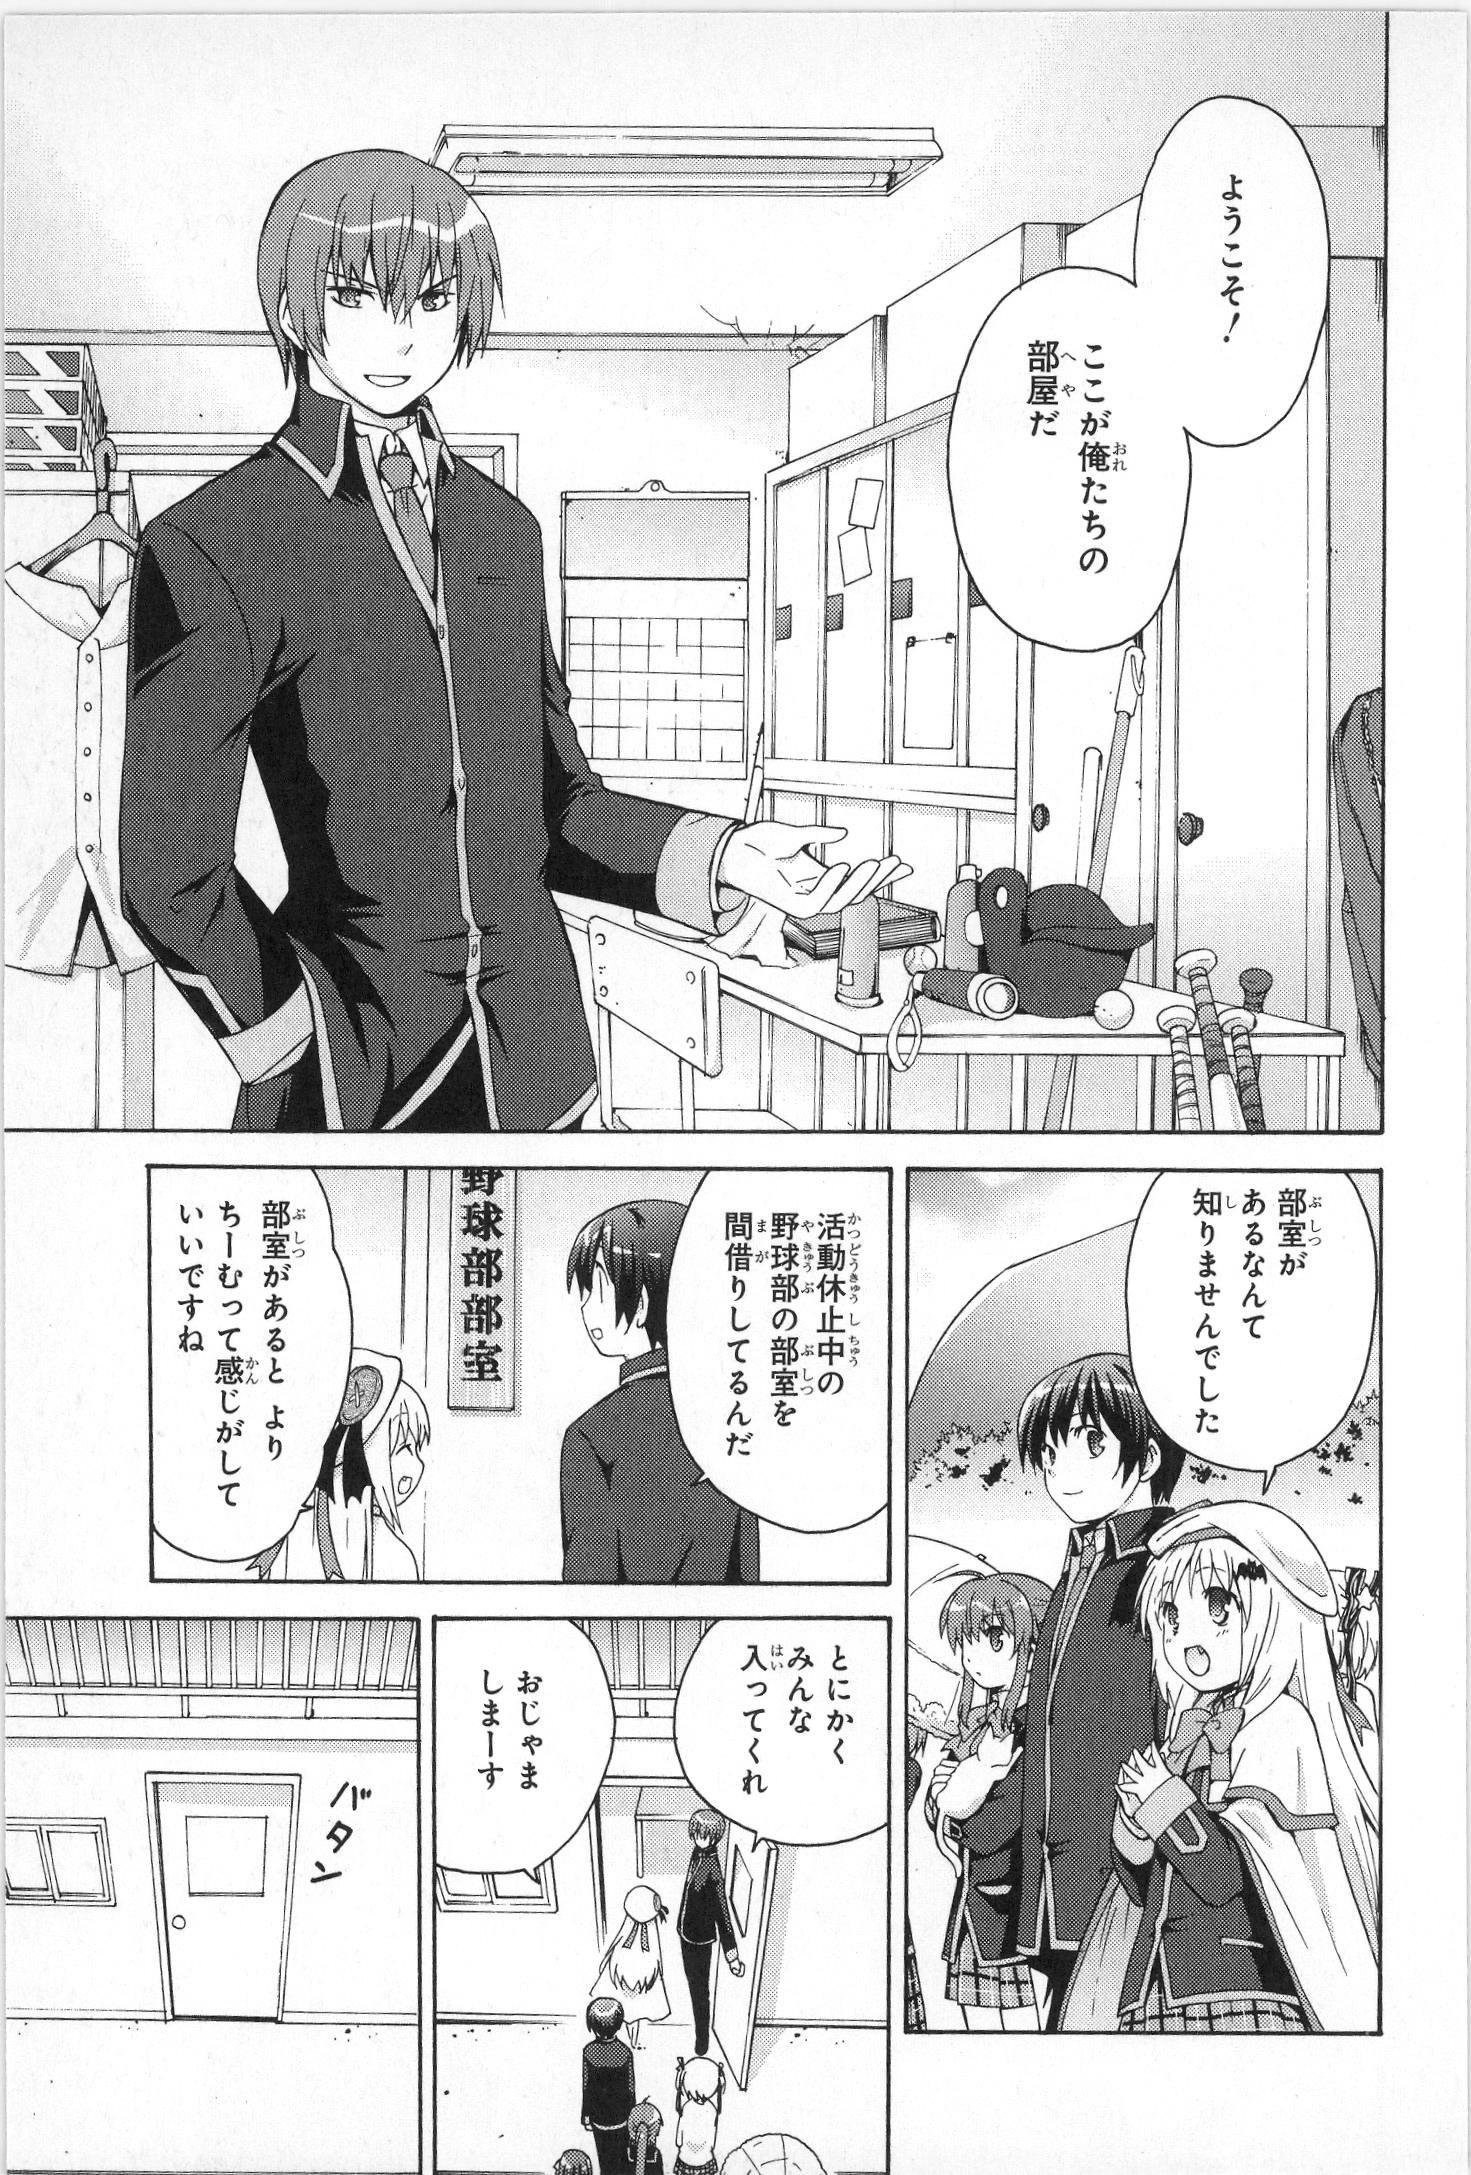 ようこそ!
ここが俺たちの
部屋だ
部室が
あるなんて
知りませんでした
活動休止中の
野球部の部室を
間借りしてるんだ
野球部部室
部室があると より
ちーむって感じがして
いいですね
とにかく
みんな
入ってくれ
おじゃま
しまーす
バタン